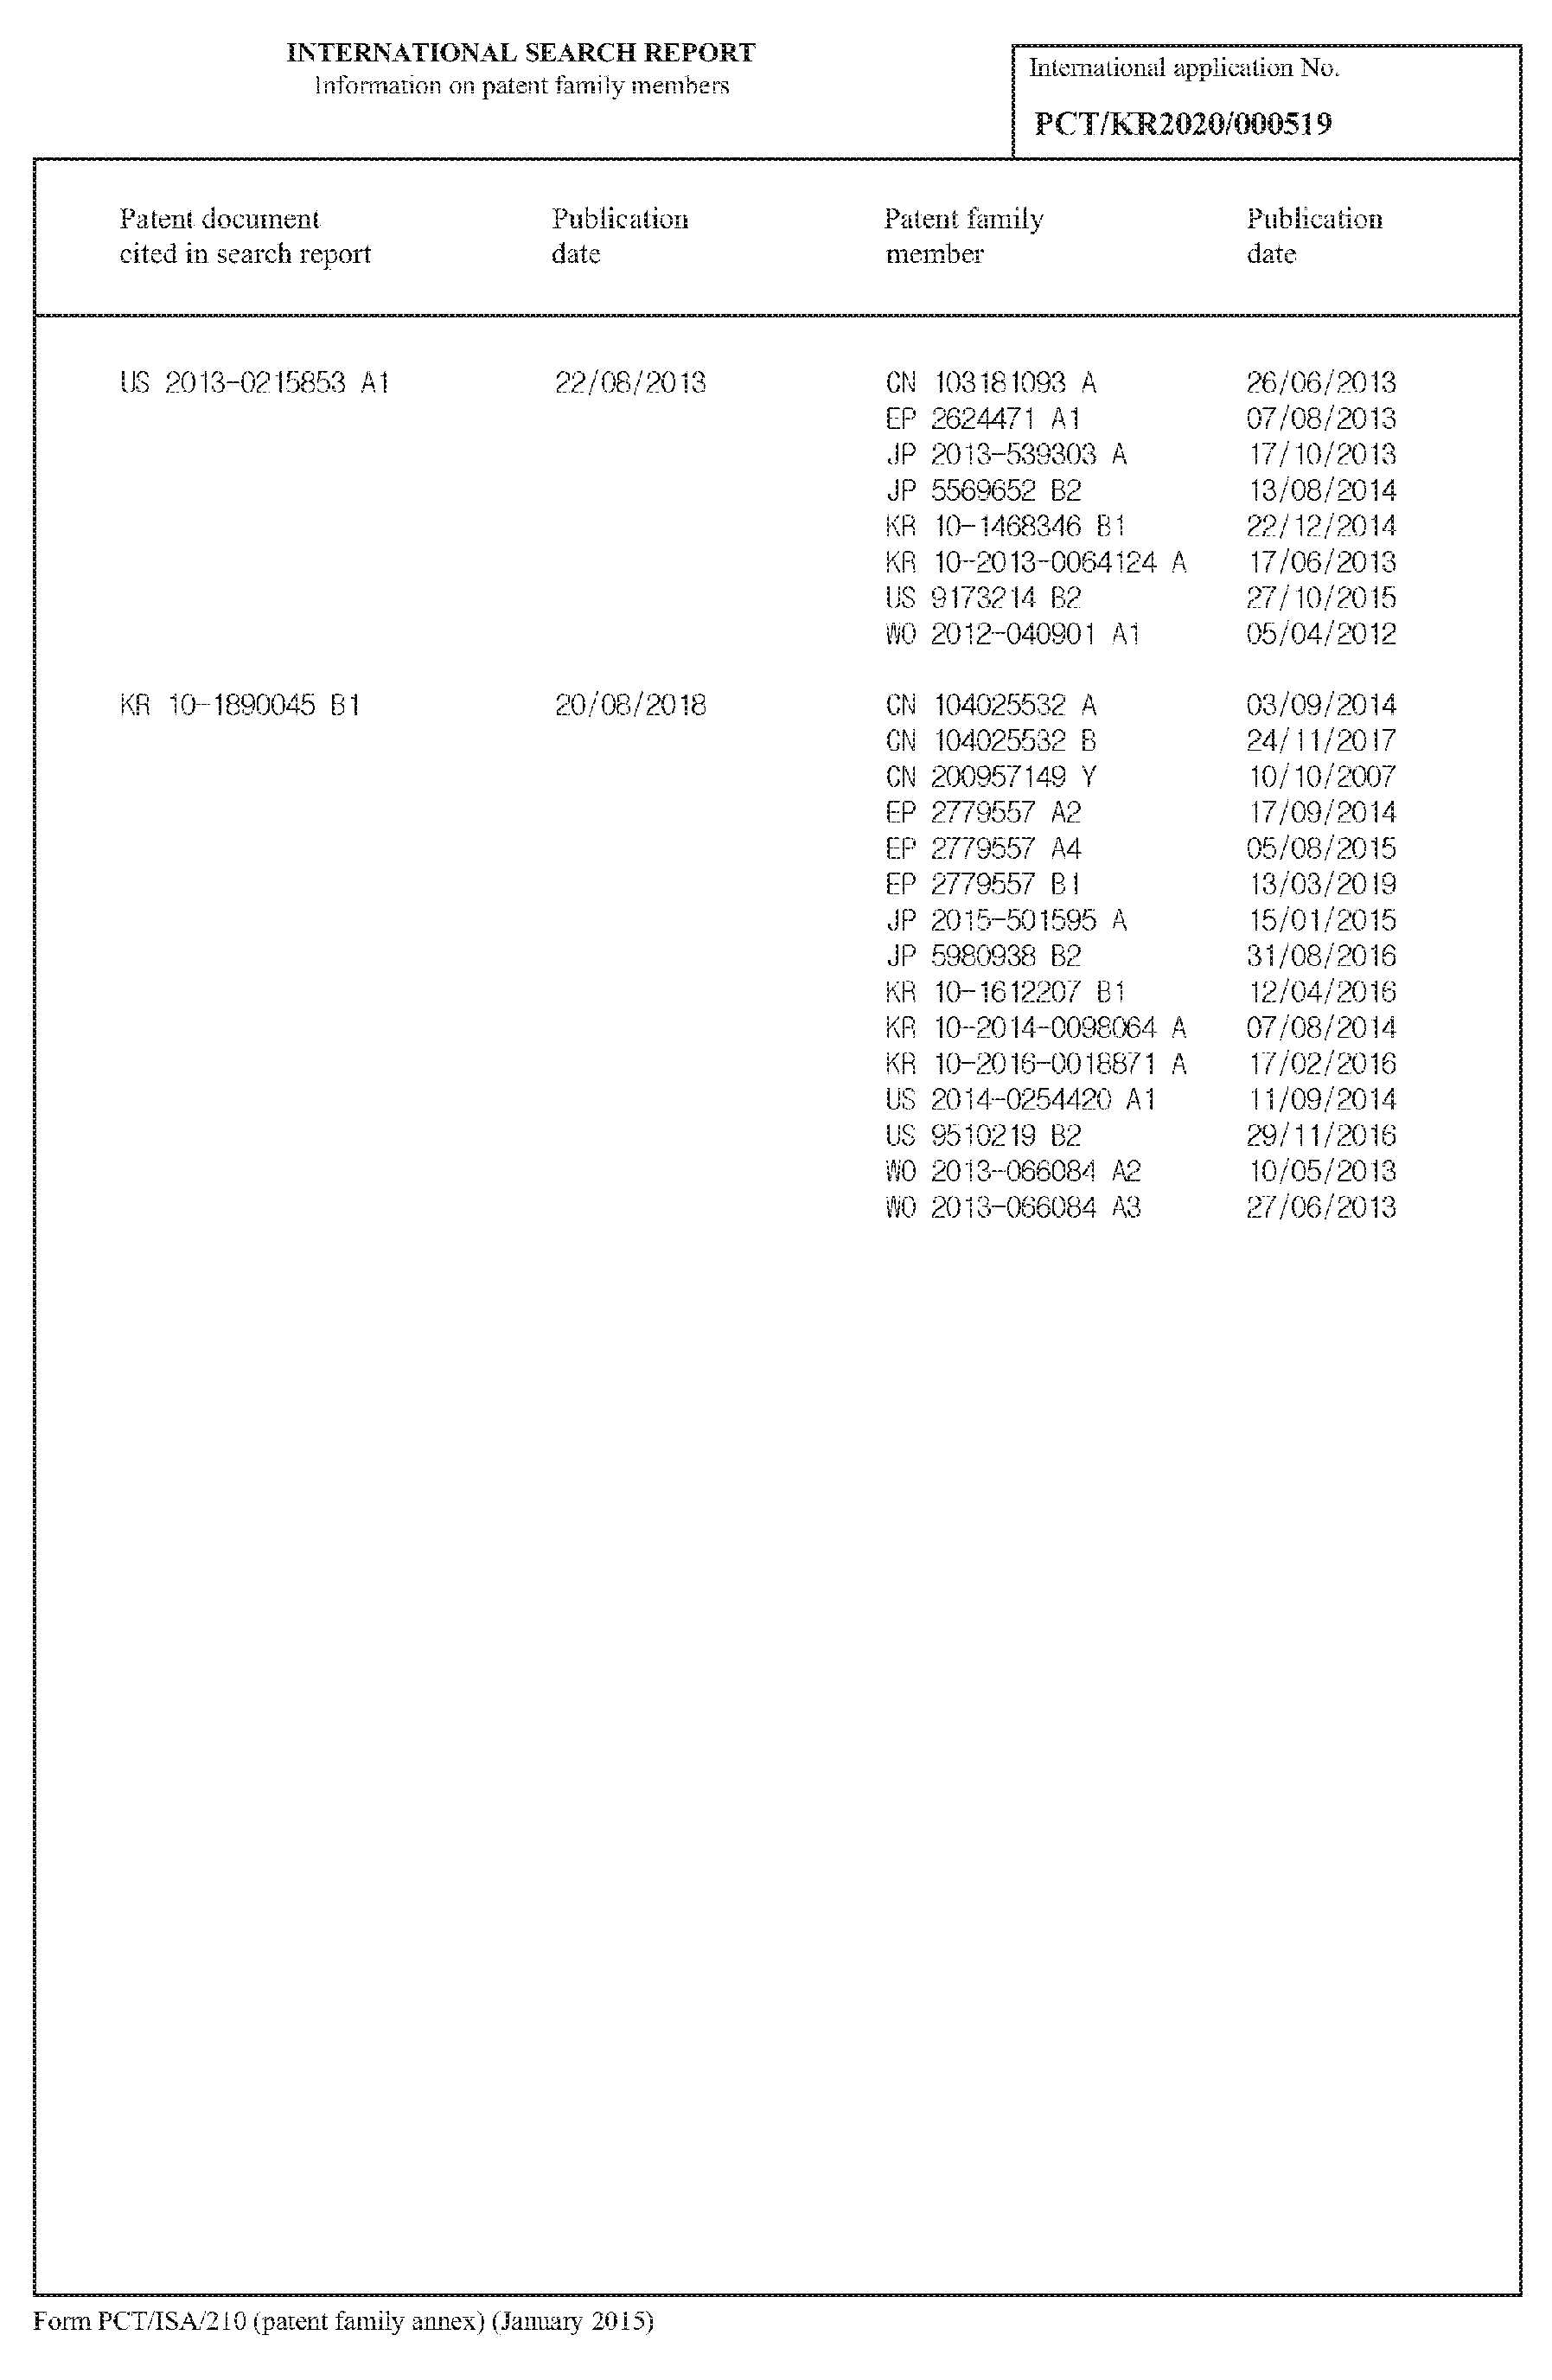 INTERNATIONAL SEARCH REPORT
Information on patent family members
International application No.
PCT/KR2020/000519
Patent document Publication Patent family Publication
cited in search report date member date
US 2013-0215853 A1 22/08/2013 CN 103181093 A 26/06/2013
EP 2624471 A1 07/08/2013
JP 2013-539303 A 17/10/2013
JP 5569652 B2 13/08/2014
KR 10-1468346 B1 22/12/2014
KR 10-2013-0064124 A 17/06/2013
US 9173214 B2 27/10/2015
WO 2012-040901 A1 05/04/2012
KR 10-1890045 B1 20/08/2018 CN 104025532 A 03/09/2014
CN 104025532 B 24/11/2017
CN 200957149 Y 10/10/2007
EP 2779557 A2 17/09/2014
EP 2779557 A4 05/08/2015
EP 2779557 B1 13/03/2019
JP 2015-501595 A 15/01/2015
JP 5980938 B2 31/08/2016
KR 10-1612207 B1 12/04/2016
KR 10-2014-0098064 A 07/08/2014
KR 10-2016-0018871 A 17/02/2016
US 2014-0254420 A1 11/09/2014
US 9510219 B2 29/11/2016
WO 2013-066084 A2 10/05/2013
WO 2013-066084 A3 27/06/2013
Form PCT/ISA/210 (patent family annex) (January 2015)